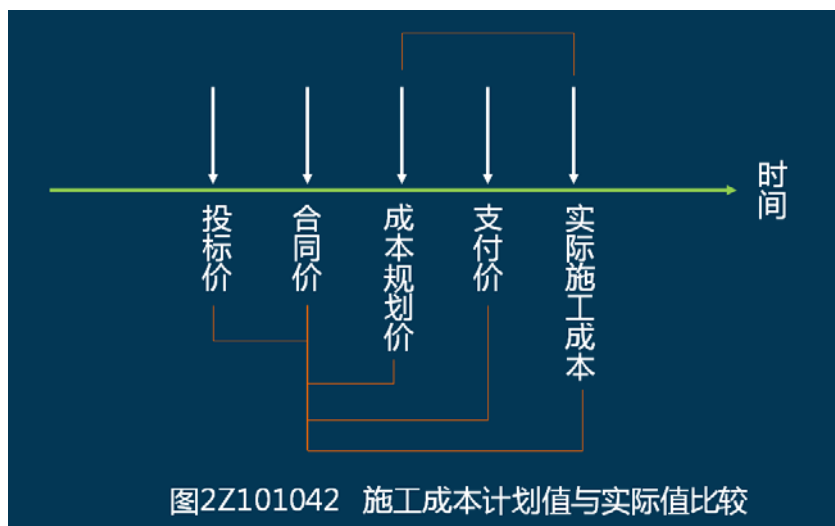 时间
投标价
合同价
成本规划价
支付价
实际施工成本
图2Z101042 施工成本计划值与实际值比较